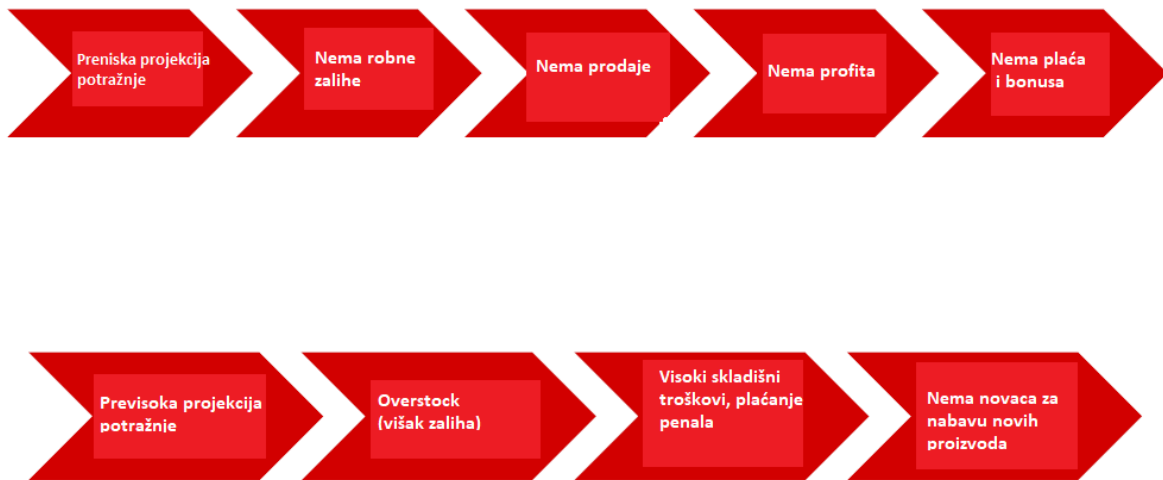 Preniska projekcija
potražnje
Nema robne
zalihe
Nema prodaje
Nema profita
Nema plaća
i bonusa
Previsoka projekcija
potražnje
Overstock
(višak zaliha)
Visoki skladišni
troškovi, plaćanje
penala
Nema novaca za
nabavu novih
proizvoda